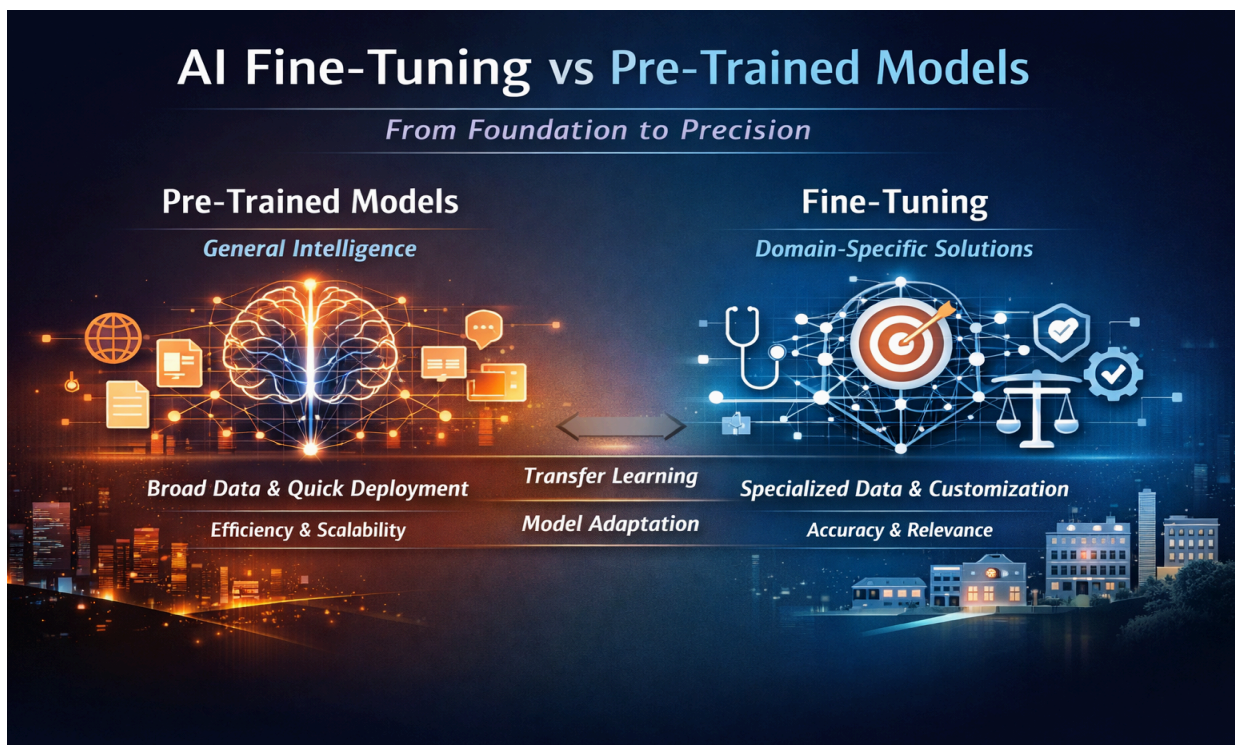 AI Fine-Tuning vs Pre-Trained Models
From Foundation to Precision
Pre-Trained Models
General Intelligence
Broad Data & Quick Deployment
Efficiency & Scalability
Transfer Learning
Model Adaptation
Fine-Tuning
Domain-Specific Solutions
Specialized Data & Customization
Accuracy & Relevance